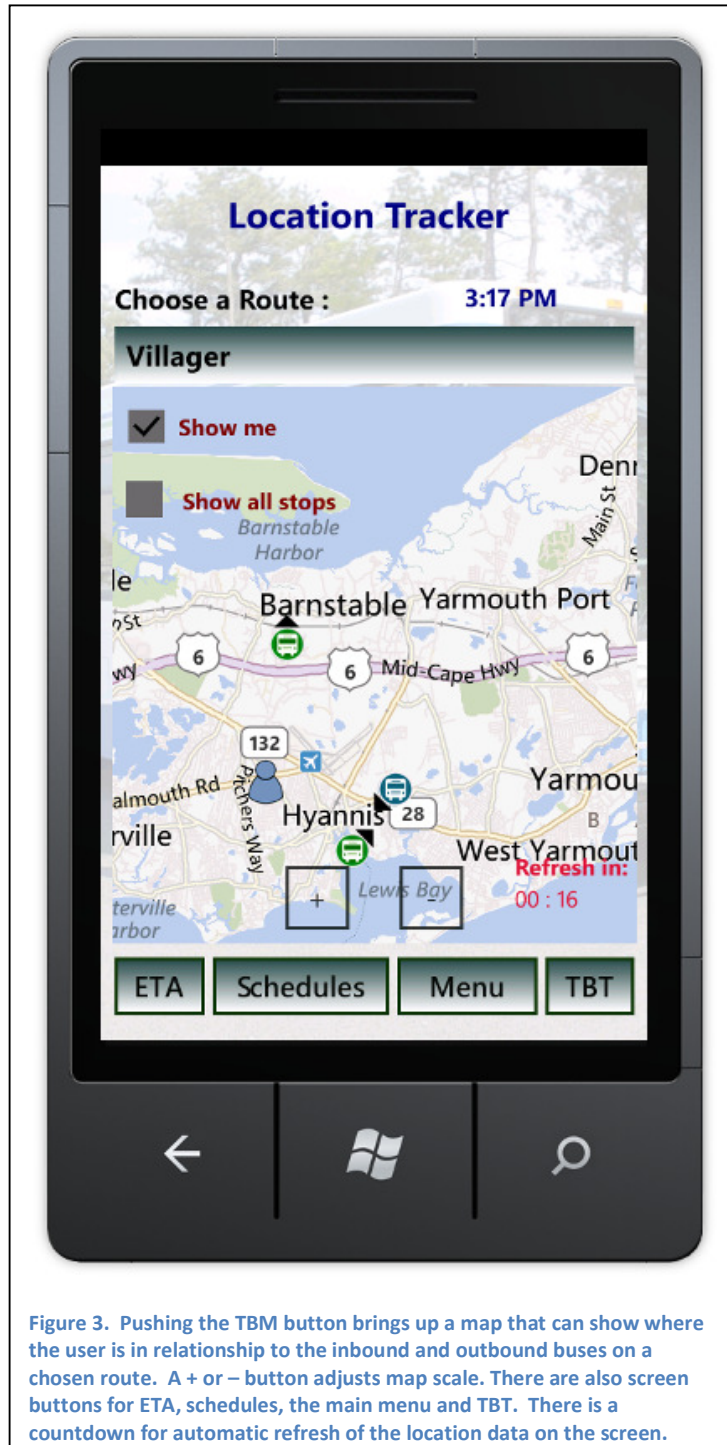 Location Tracker
Choose a Route :
3:17 PM
Villager
Show me
Show all stops
Barnstable
Harbor
Main St
Barnstable
Yarmouth Port
6
6
6
Mid-Cape Hwy
132
almouth Rd
Pitchers Way
Hyannis
28
Yarmou
B
rville
West Yarmout
Refresh in:
00 : 16
Lewis Bay
+
-
terville
arbor
ETA
Schedules
Menu
TBT
Figure 3. Pushing the TBM button brings up a map that can show where
the user is in relationship to the inbound and outbound buses on a
chosen route. A + or – button adjusts map scale. There are also screen
buttons for ETA, schedules, the main menu and TBT. There is a
countdown for automatic refresh of the location data on the screen.